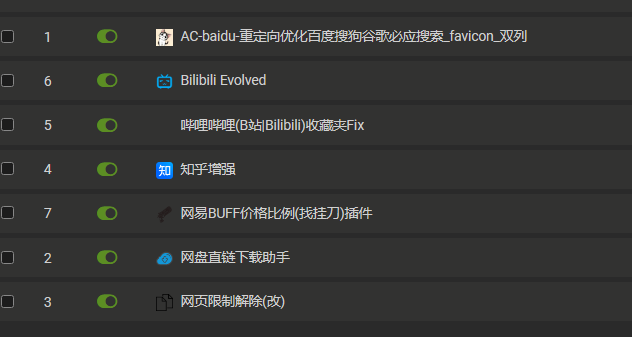 1 AC-baidu-重定向优化百度搜狗谷歌必应搜索_favicon_双列
6 Bilibili Evolved
5 哔哩哔哩(B站|Bilibili)收藏夹Fix
4 知 知乎增强
7 网易BUFF价格比例(找挂刀)插件
2 网盘直链下载助手
3 网页限制解除(改)